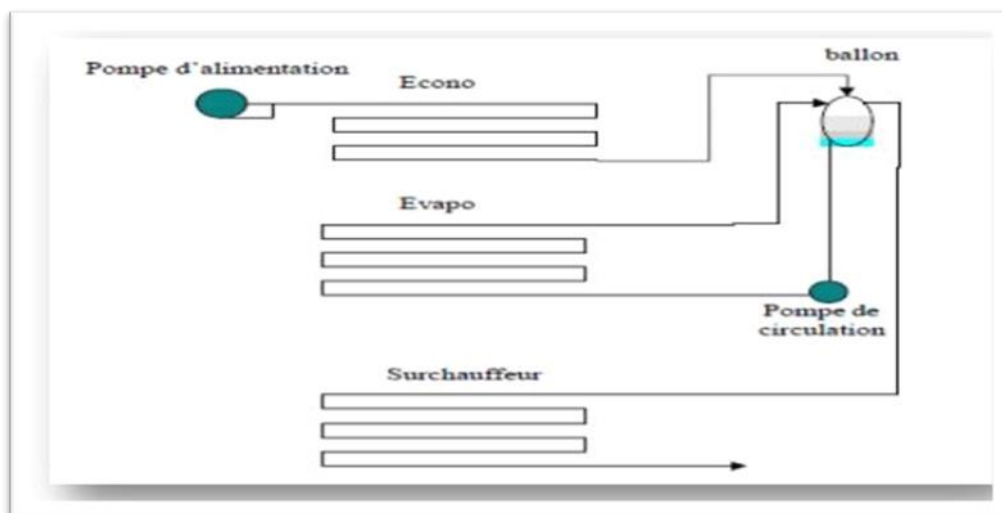 ballon
Pompe d'alimentation
Econo
Evapo
Pompe de
circulation
Surchauffeur